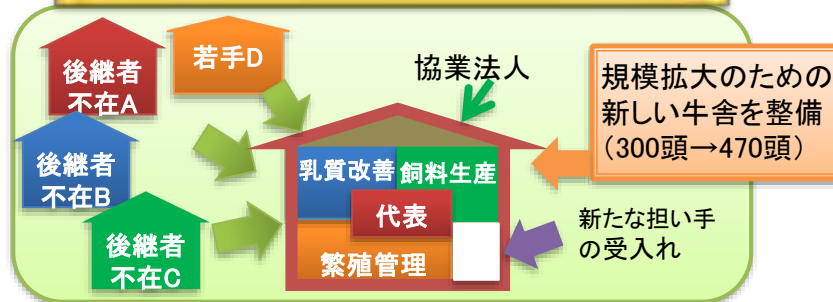 後継者
不在A
若手D
後継者
不在B
後継者
不在C
協業法人
乳質改善
飼料生産
代表
繁殖管理
規模拡大のための
新しい牛舎を整備
（300頭→470頭）
新たな担い手
の受入れ